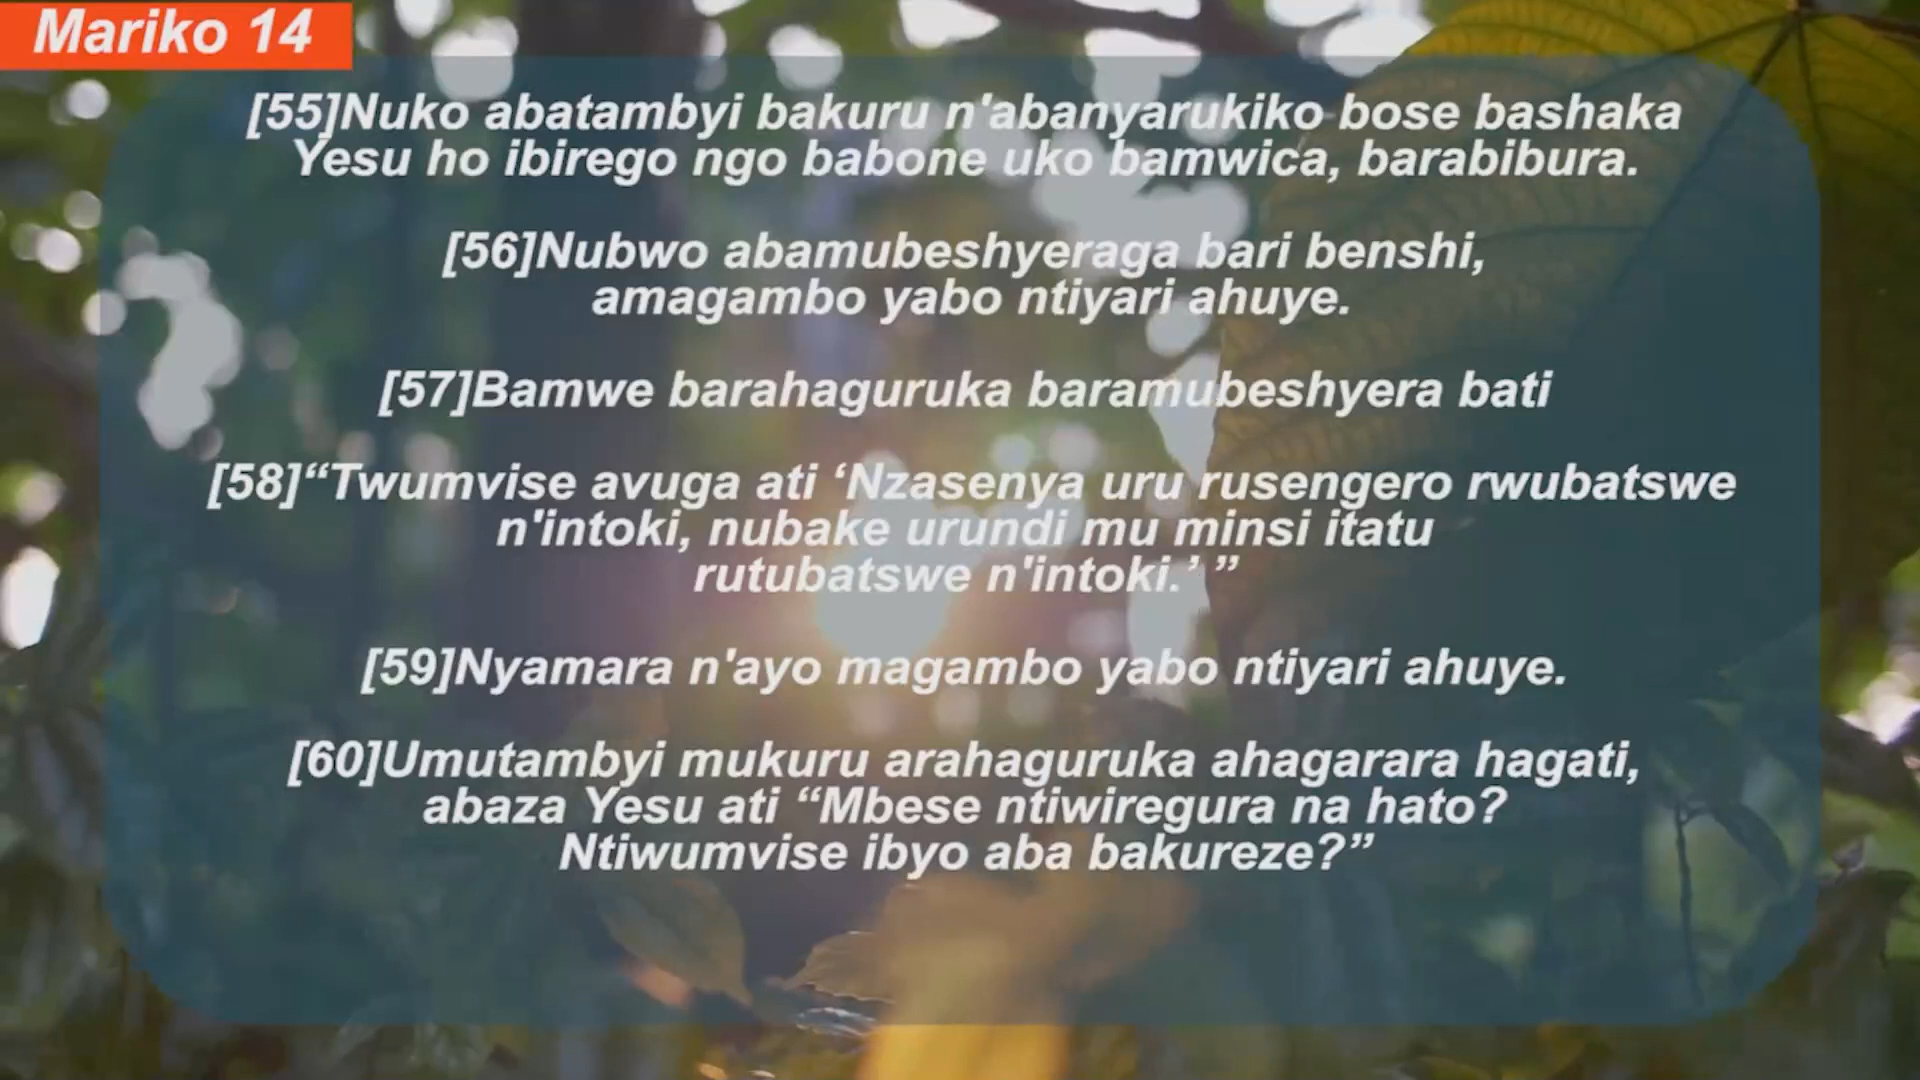 Mariko 14
[55]Nuko abatambyi bakuru n'abanyarukiko bose bashaka
Yesu ho ibirego ngo babone uko bamwica, barabibura.
[56]Nubwo abamubeshyeraga bari benshi,
amagambo yabo ntiyari ahuye.
[57]Bamwe barahaguruka baramubeshyera bati
[58]“Twumvise avuga ati ‘Nzasenya uru rusengero rwubatswe
n'intoki, nubake urundi mu minsi itatu
rutubatswe n'intoki.’ ”
[59]Nyamara n'ayo magambo yabo ntiyari ahuye.
[60]Umutambyi mukuru arahaguruka ahagarara hagati,
abaza Yesu ati “Mbese ntiwiregura na hato?
Ntiwumvise ibyo aba bakureze?”